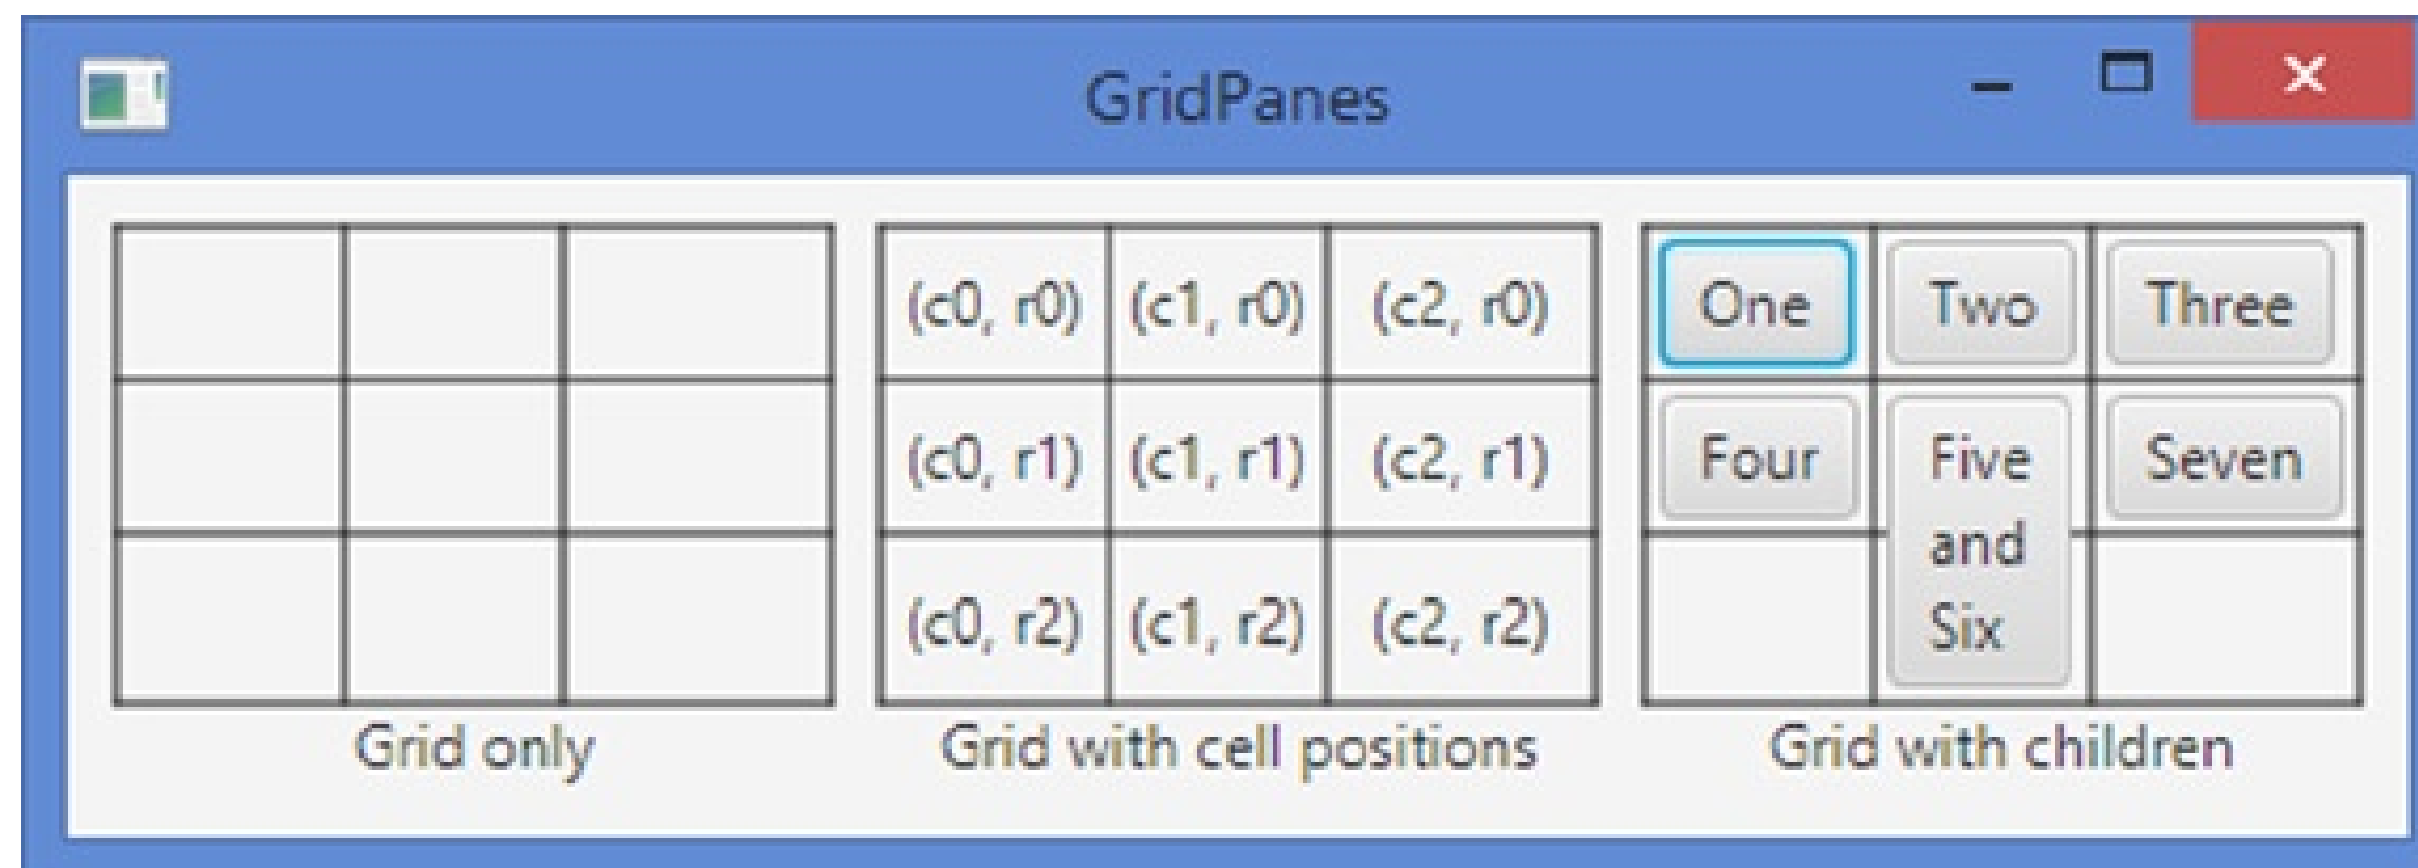 GridPanes
(c0, r0) (c1, r0) (c2, r0)
(c0, r1) (c1, r1) (c2, r1)
(c0, r2) (c1, r2) (c2, r2)
One Two Three
Four Five and Six Seven
Grid only
Grid with cell positions
Grid with children